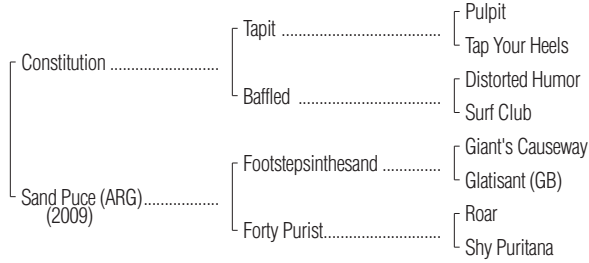 Pulpit
Tapit ..................................
Tap Your Heels
Constitution ..........................
Distorted Humor
Baffled ..................................
Surf Club
Giant's Causeway
Footstepsinthesand ..............
Glatisant (GB)
Sand Puce (ARG)..................
(2009)
Roar
Forty Purist............................
Shy Puritana